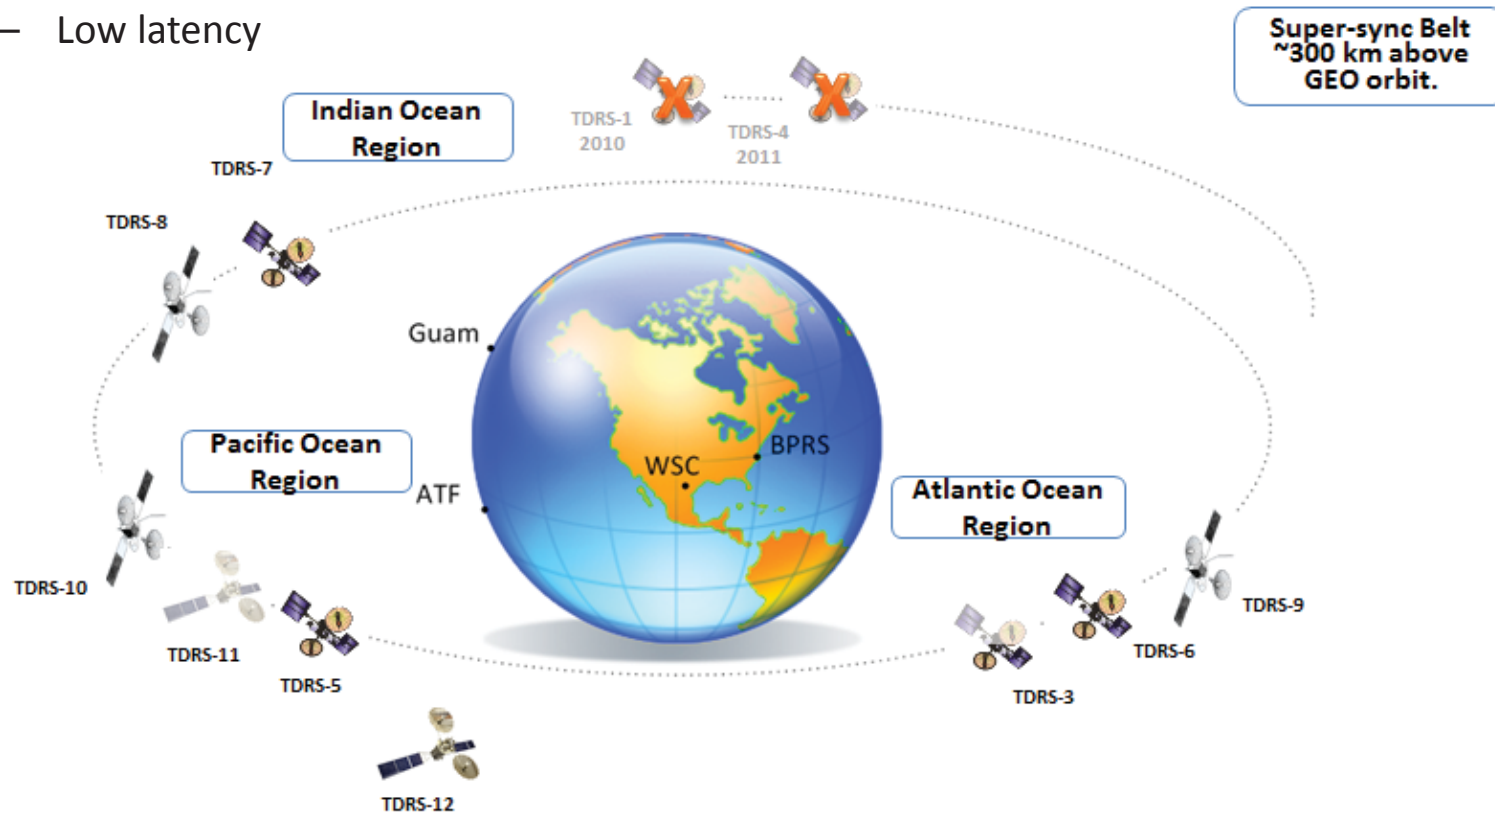 – Low latency
Super-sync Belt
~300 km above
GEO orbit.
Indian Ocean
Region
TDRS-1
2010
TDRS-4
2011
TDRS-7
TDRS-8
Guam
Pacific Ocean
Region
ATF
WSC
BPRS
Atlantic Ocean
Region
TDRS-10
TDRS-11
TDRS-5
TDRS-9
TDRS-6
TDRS-3
TDRS-12